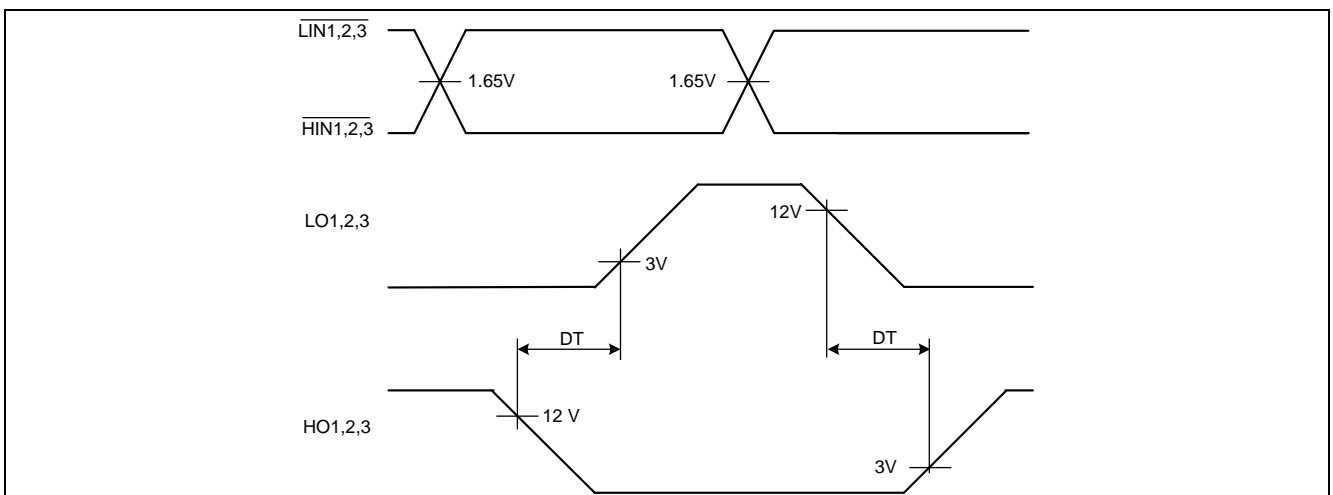 LIN1,2,3
1.65V
1.65V
HIN1,2,3
LO1,2,3
12V
3V
DT
DT
HO1,2,3
12 V
3V